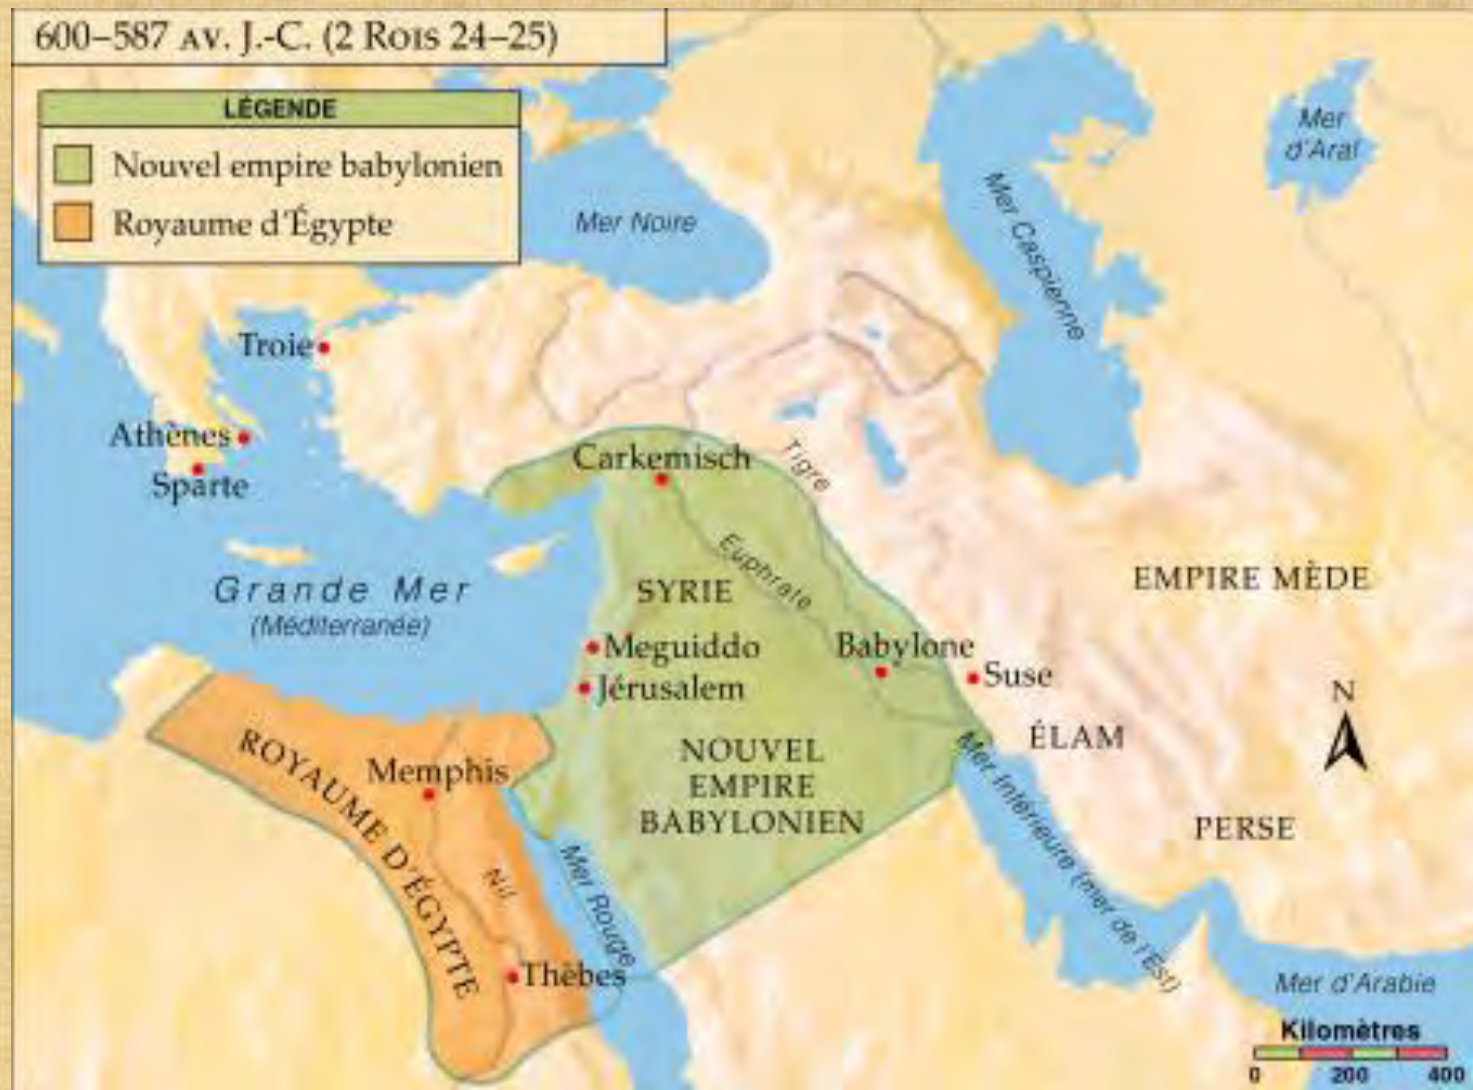 600–587 AV. J.-C. (2 ROIS 24–25)
LÉGENDE
Nouvel empire babylonien
Royaume d'Égypte
Mer
d'Aral
Mer Noire
Mer Caspienne
Troie
Athènes
Sparte
Carkemisch
Tigre
Euphrate
SYRIE
Grande Mer
(Méditerranée)
EMPIRE MÈDE
Meguiddo
Jérusalem
Babylone
Suse
N
ÉLAM
NOUVEL
EMPIRE
BABYLONIEN
Mer Intérieure (mer de l'Est)
PERSE
ROYAUME D'ÉGYPTE
Memphis
Nil
Mer Rouge
Thèbes
Mer d'Arabie
Kilomètres
0 200 400